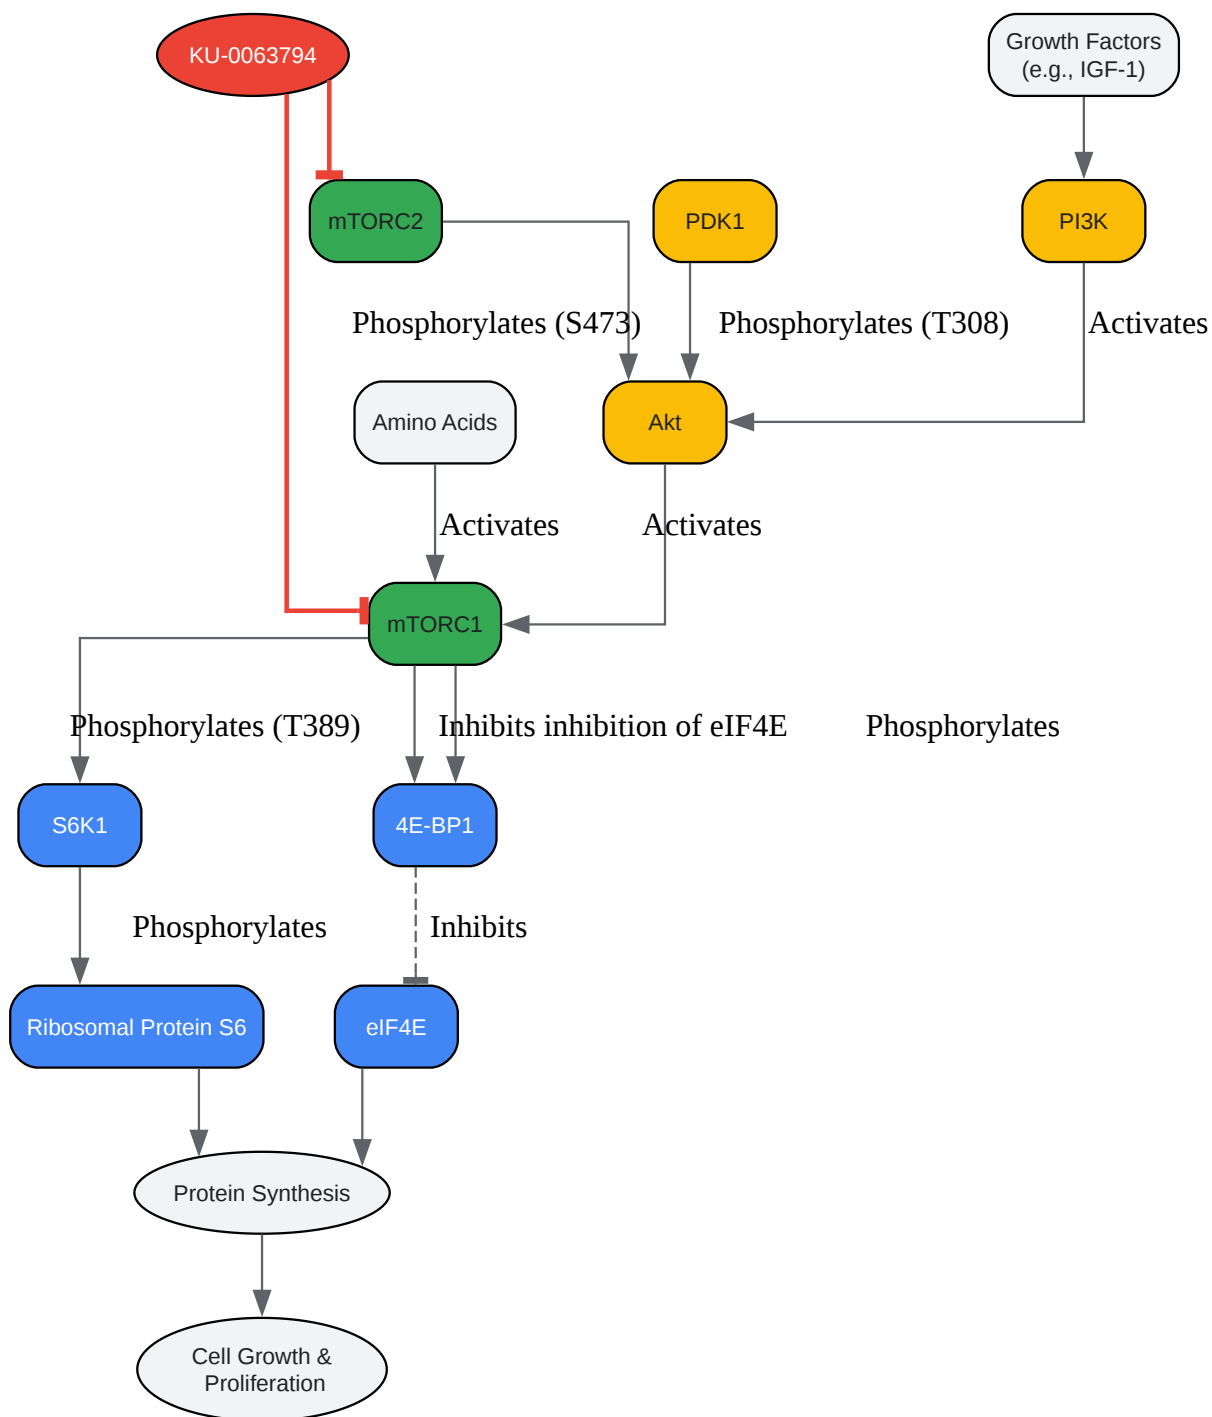 KU-0063794
Growth Factors
(e.g., IGF-1)
mTORC2
PDK1
PI3K
Phosphorylates (S473)
Phosphorylates (T308)
Activates
Amino Acids
Akt
Activates
Activates
mTORC1
Phosphorylates (T389)
Inhibits inhibition of eIF4E
Phosphorylates
S6K1
4E-BP1
Phosphorylates
Inhibits
Ribosomal Protein S6
eIF4E
Protein Synthesis
Cell Growth &
Proliferation